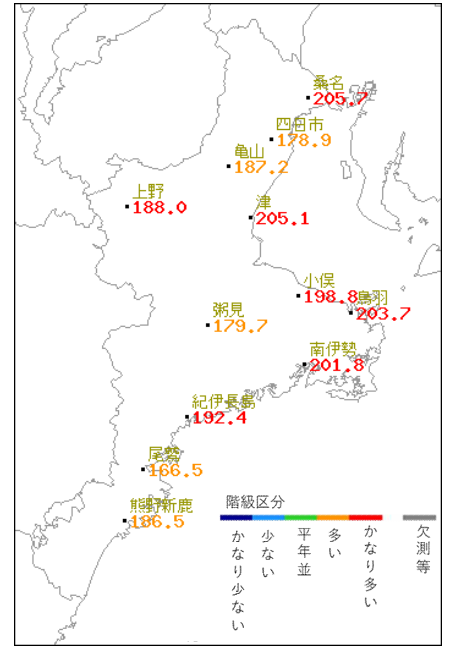 桑名
205.7
四日市
178.9
亀山
187.2
上野
188.0
津
205.1
小俣
198.8
鳥羽
203.7
粥見
179.7
南伊勢
201.8
紀伊長島
192.4
尾鷲
166.5
熊野新鹿
186.5
階級区分
かなり少ない
少ない
平年並
多い
かなり多い
欠測等